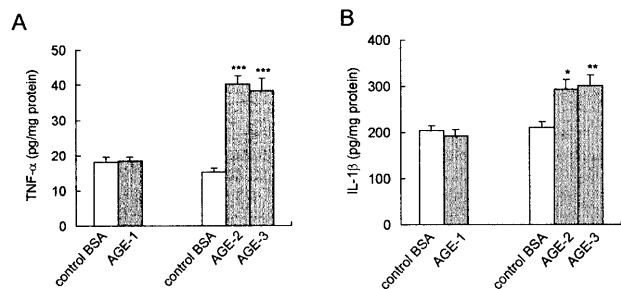 A
TNF-α (pg/mg protein)
50
40
30
20
10
0
*** ***
control BSA
AGE-1
control BSA
AGE-2
AGE-3
B
IL-1β (pg/mg protein)
400
300
200
100
0
* **
control BSA
AGE-1
control BSA
AGE-2
AGE-3